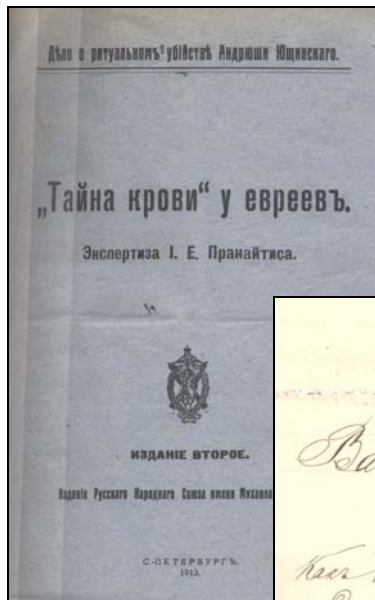 Дѣло о ритуальномъ убійствѣ Андрюши Ющинскаго.
„Тайна крови“ у евреевъ.
Экспертиза І. Е. Пранайтиса.
ИЗДАНІЕ ВТОРОЕ.
Изданіе Русскаго Народнаго Союза имени Михаила
С-ПЕТЕРБУРГЪ.
1913.
Ва